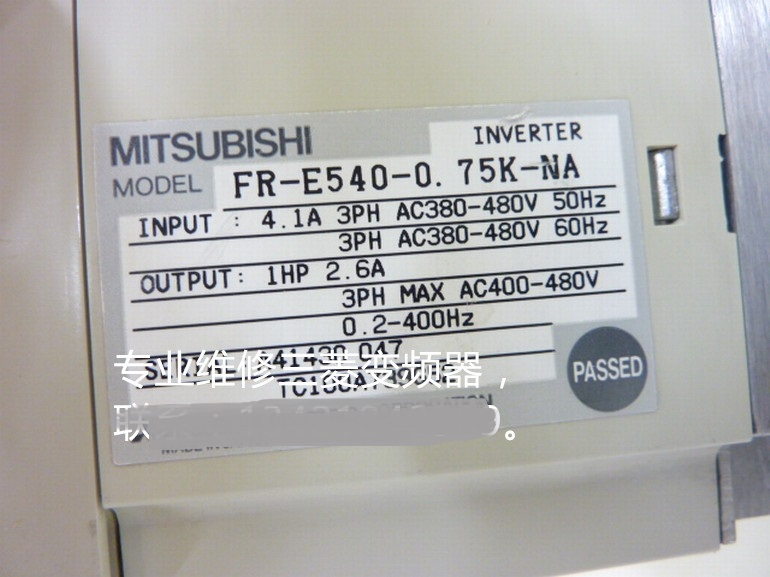 MITSUBISHI
INVERTER
MODEL FR-E540-0.75K-NA
INPUT : 4.1A 3PH AC380-480V 50Hz
3PH AC380-480V 60Hz
OUTPUT: 1HP 2.6A
3PH MAX AC400-480V
0.2-400Hz
PASSED
专业维修三菱变频器，
联